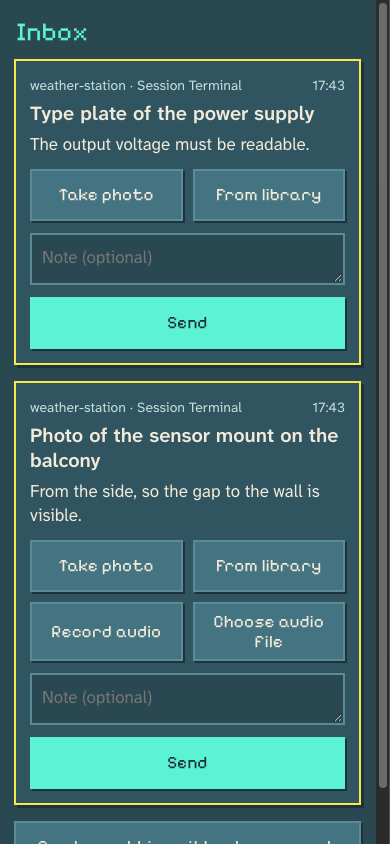 Inbox
weather-station · Session Terminal 17:43
Type plate of the power supply
The output voltage must be readable.
Take photo From library
Note (optional)
Send
weather-station · Session Terminal 17:43
Photo of the sensor mount on the
balcony
From the side, so the gap to the wall is
visible.
Take photo From library
Record audio Choose audio
File
Note (optional)
Send